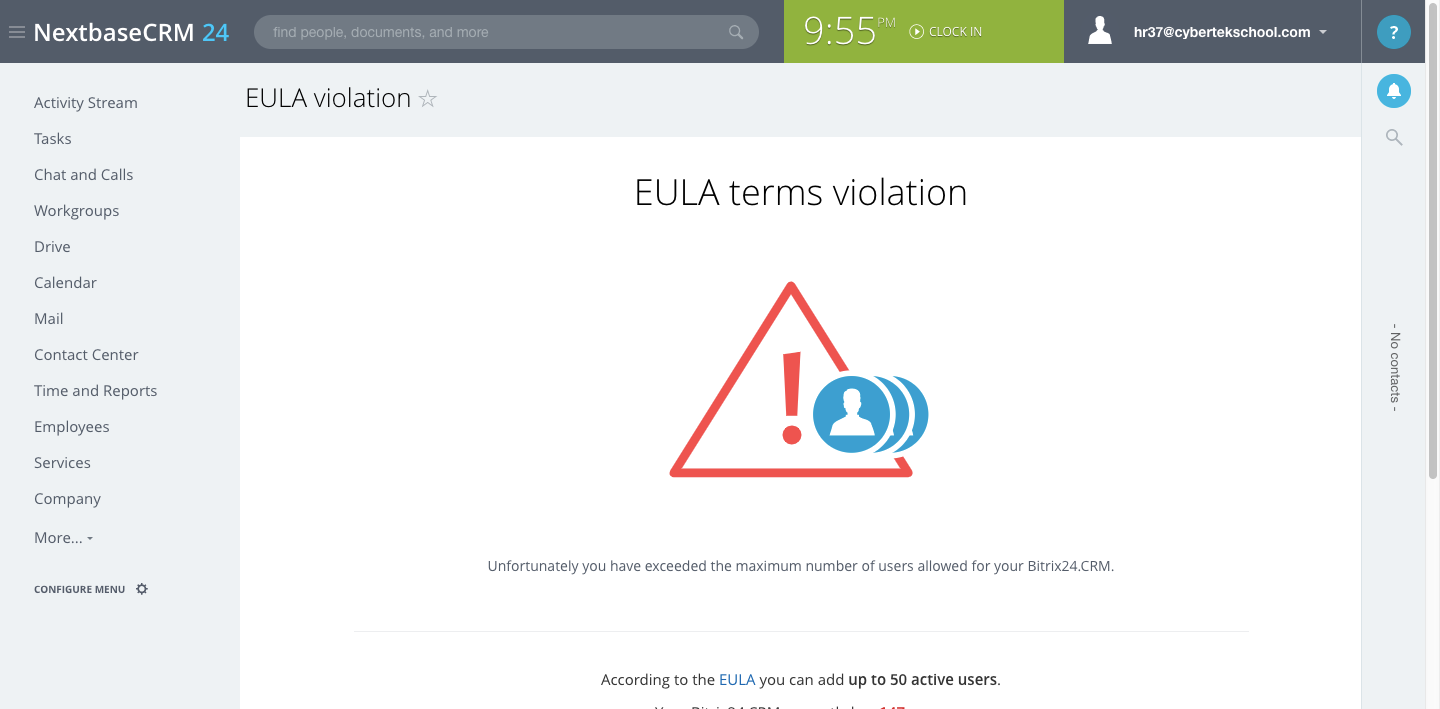 NextbaseCRM 24
find people, documents, and more
9:55 PM
CLOCK IN
hr37@cybertekschool.com
?
Activity Stream
Tasks
Chat and Calls
Workgroups
Drive
Calendar
Mail
Contact Center
Time and Reports
Employees
Services
Company
More...
CONFIGURE MENU
EULA violation
EULA terms violation
Unfortunately you have exceeded the maximum number of users allowed for your Bitrix24.CRM.
According to the EULA you can add up to 50 active users.
- No contacts -